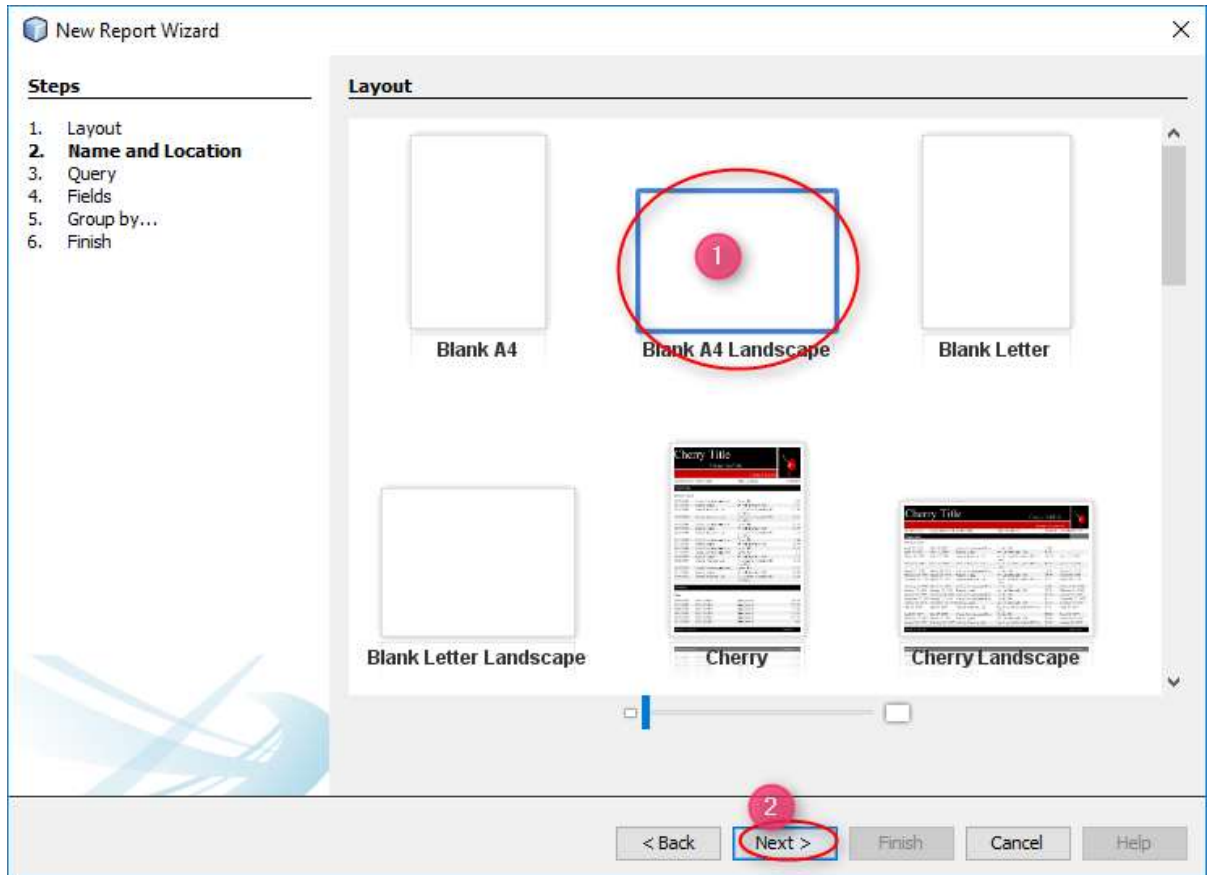 New Report Wizard
Steps
1. Layout
2. Name and Location
3. Query
4. Fields
5. Group by...
6. Finish
Layout
1
Blank A4
Blank A4 Landscape
Blank Letter
Cherry Title
Cherry Title
Blank Letter Landscape
Cherry
Cherry Landscape
2
< Back
Next >
Finish
Cancel
Help